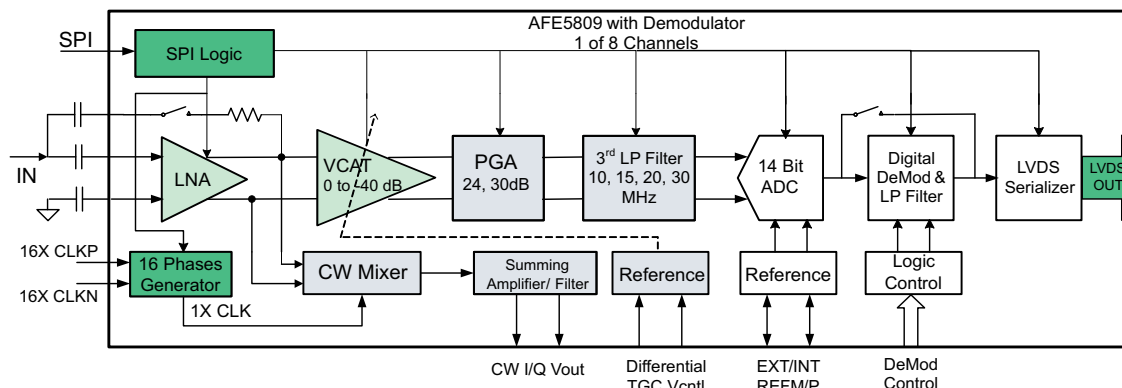 AFE5809 with Demodulator
1 of 8 Channels
SPI
SPI Logic
IN
LNA
VCAT
0 to -40 dB
PGA
24, 30dB
3rd LP Filter
10, 15, 20, 30
MHz
14 Bit
ADC
Digital
DeMod &
LP Filter
LVDS
Serializer
LVDS
OUT
16X CLKP
16X CLKN
16 Phases
Generator
1X CLK
CW Mixer
Summing
Amplifier/ Filter
Reference
Reference
Logic
Control
CW I/Q Vout
Differential
TGC Vcntl
EXT/INT
REFM/P
DeMod
Control